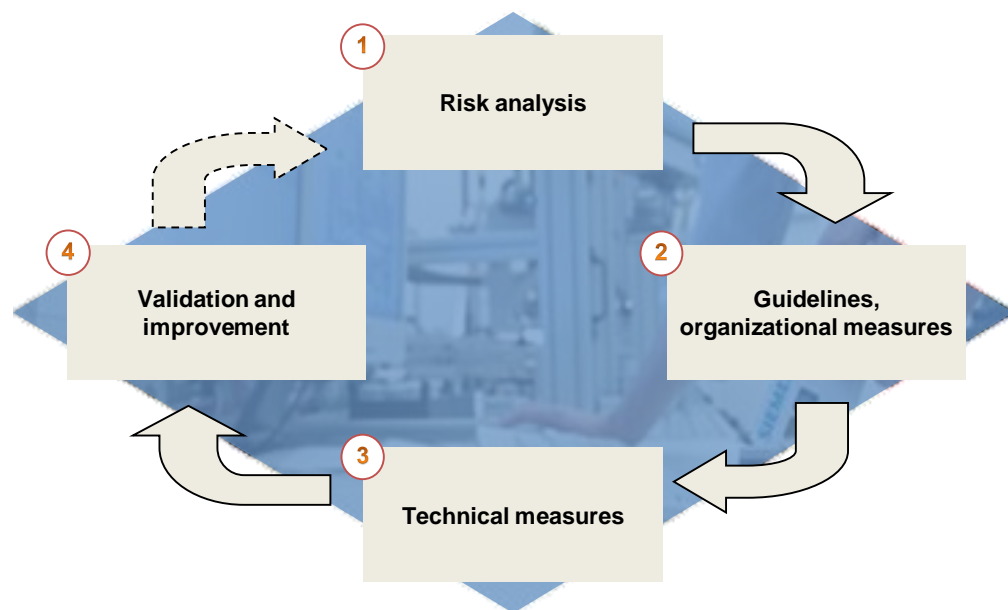 1
Risk analysis
2
Guidelines,
organizational measures
3
Technical measures
4
Validation and
improvement